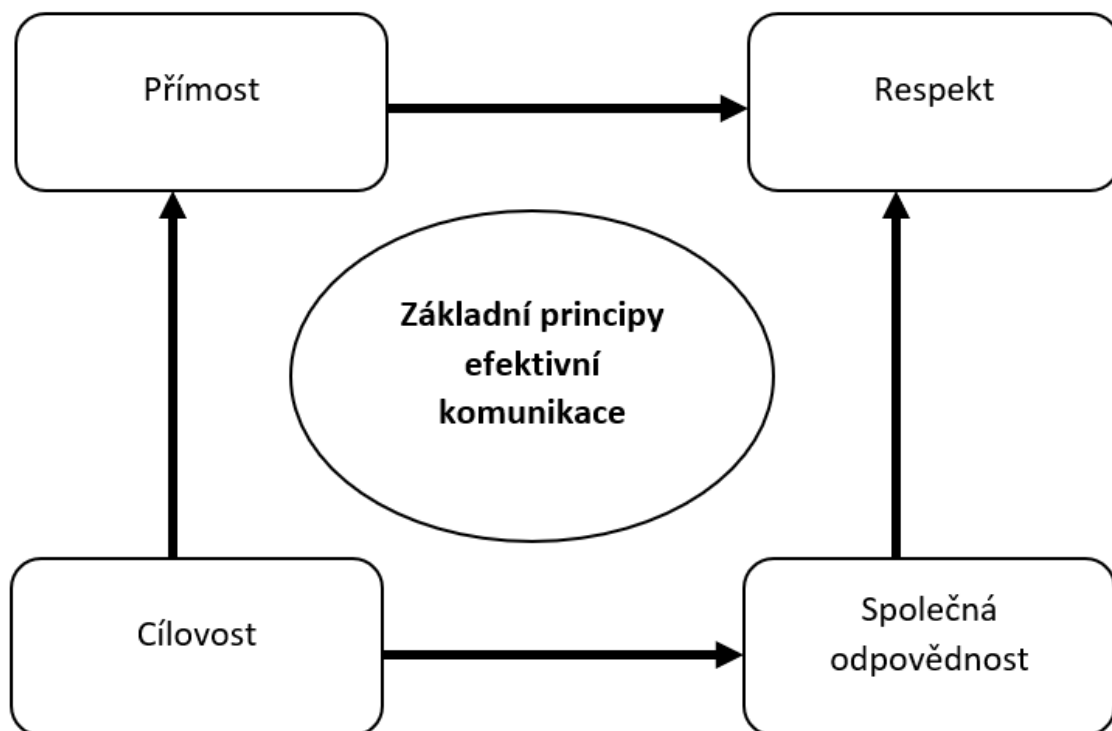 Přímost
Respekt
Základní principy
efektivní
komunikace
Cílovost
Společná
odpovědnost